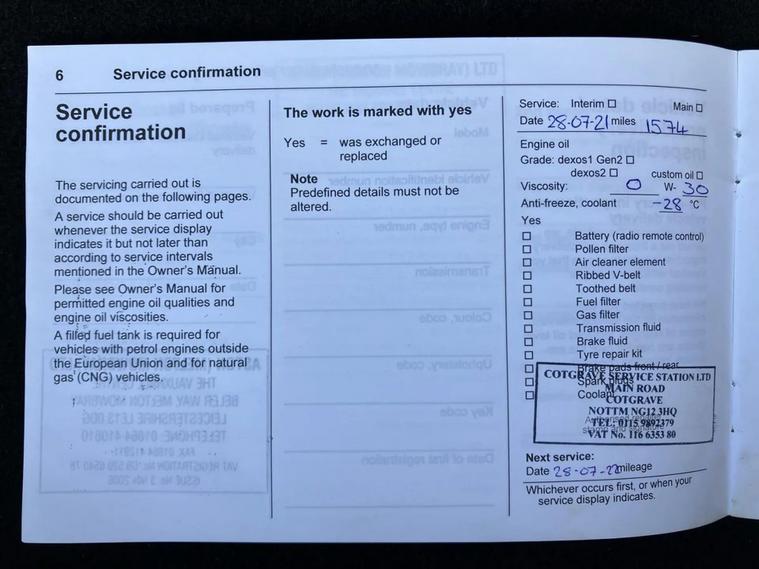 6 Service confirmation
Service
confirmation
The servicing carried out is
documented on the following pages.
A service should be carried out
whenever the service display
indicates it but not later than
according to service intervals
mentioned in the Owner's Manual.
Please see Owner's Manual for
permitted engine oil qualities and
engine oil viscosities.
A filled fuel tank is required for
vehicles with petrol engines outside
the European Union and for natural
gas (CNG) vehicles.
The work is marked with yes
Yes = was exchanged or
replaced
Note
Predefined details must not be
altered.
Service: Interim ☐ Main ☐
Date 28-07-21 miles 1574
Engine oil
Grade: dexos1 Gen2 ☐
dexos2 ☐ custom oil ☐
Viscosity: 0 W- 30
Anti-freeze, coolant -28 °C
Yes
☐ Battery (radio remote control)
☐ Pollen filter
☐ Air cleaner element
☐ Ribbed V-belt
☐ Toothed belt
☐ Fuel filter
☐ Gas filter
☐ Transmission fluid
☐ Brake fluid
☐ Tyre repair kit
☐ Brake pads front / rear
☐ Spark plugs
☐ Coolant
COTGRAVE SERVICE STATION LTD
MAIN ROAD
COTGRAVE
NOTTM NG12 3HQ
TEL: 0115 9892379
VAT No. 116 6353 80
Next service:
Date 28-07-22 mileage
Whichever occurs first, or when your
service display indicates.